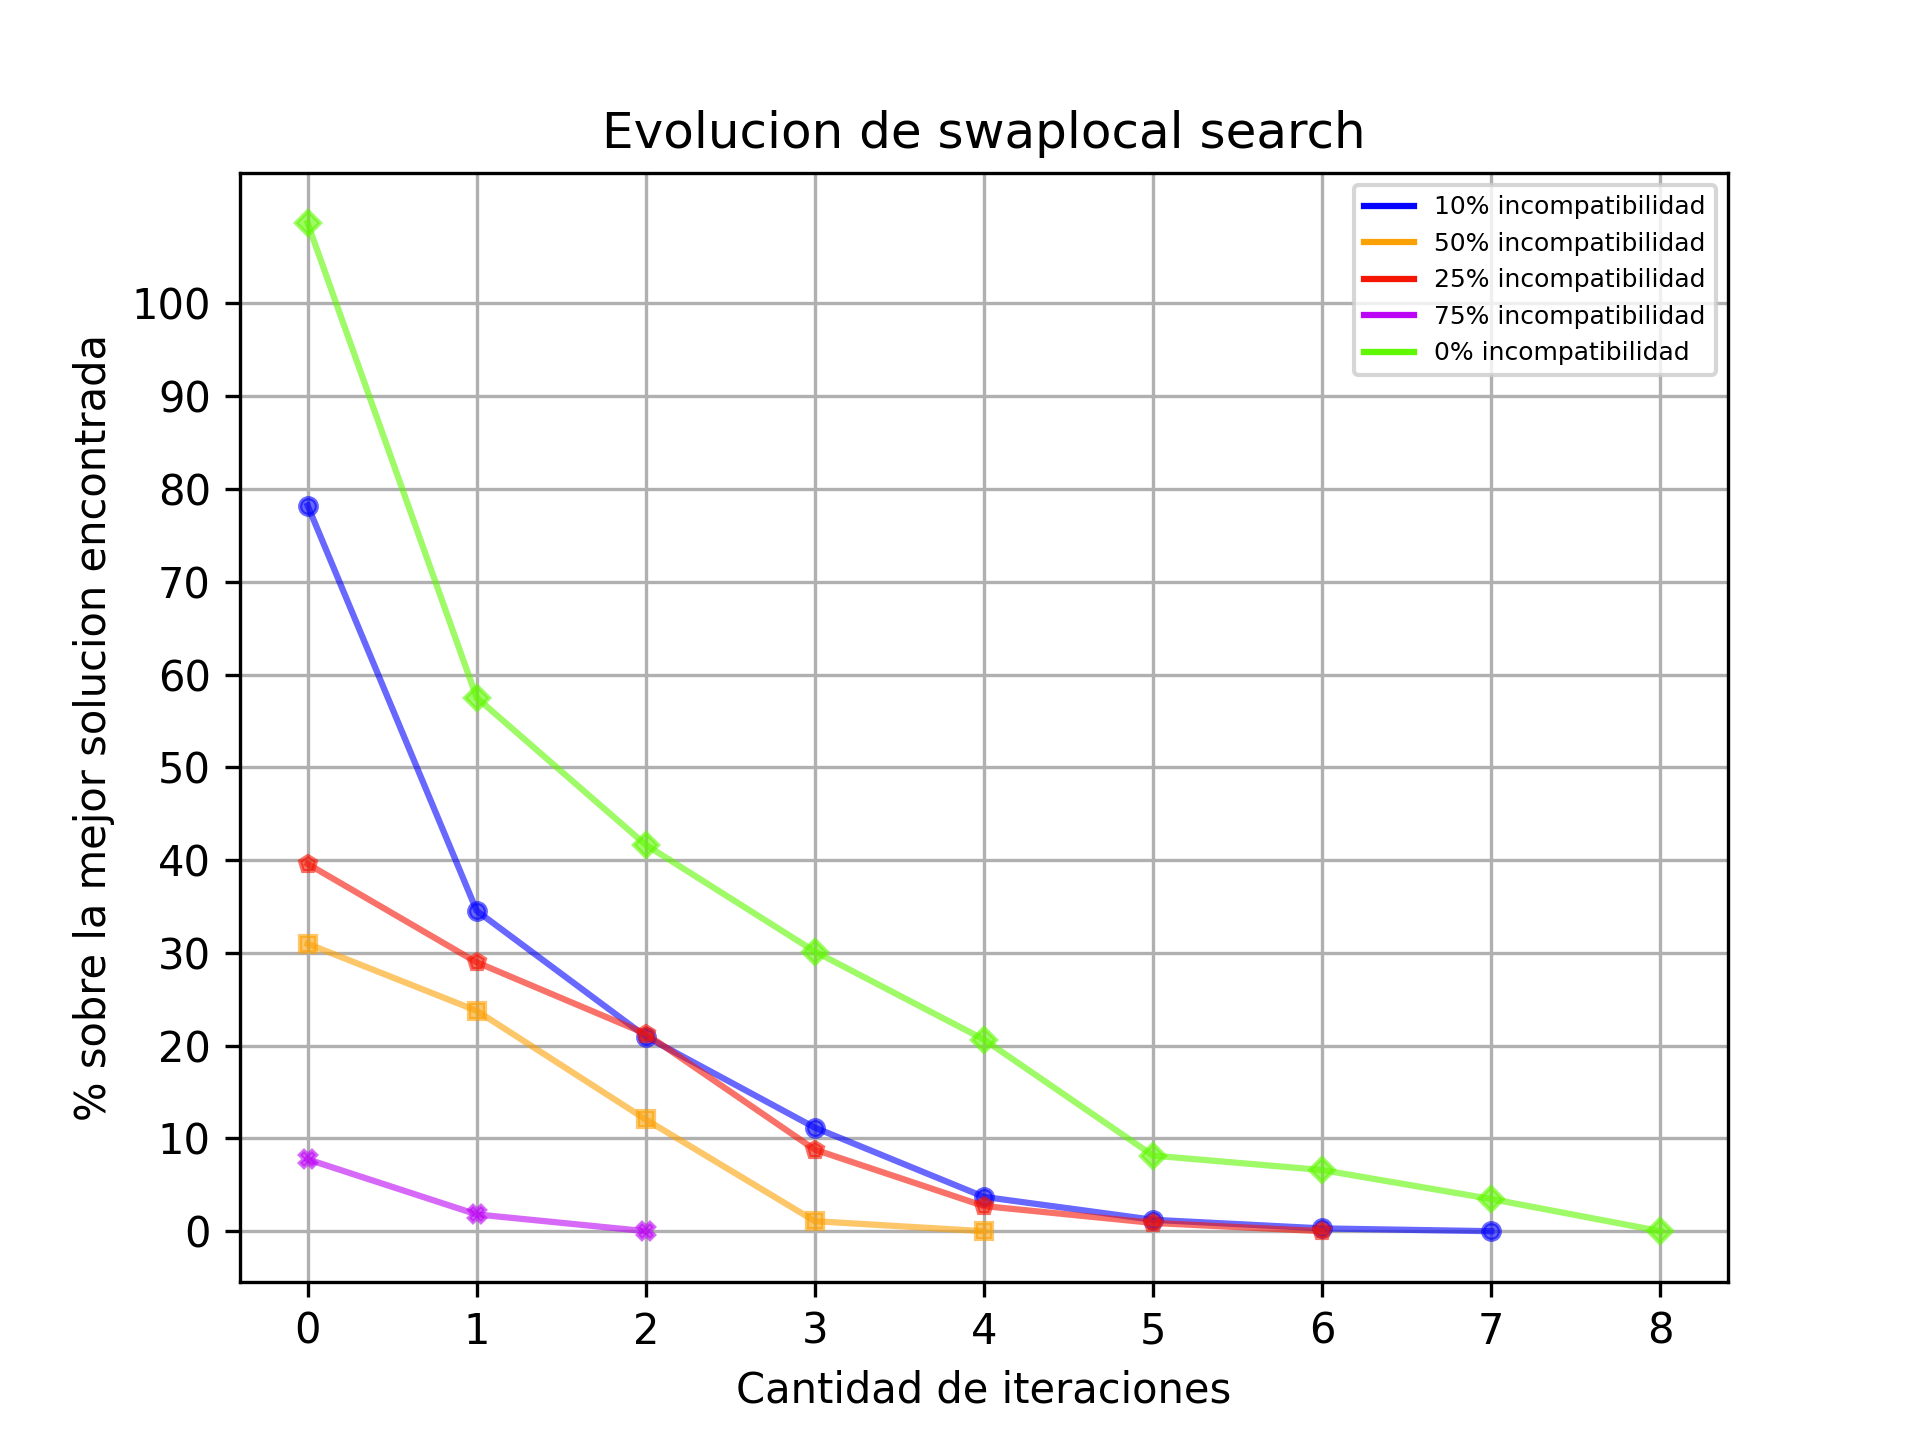 Evolucion de swaplocal search
10% incompatibilidad
50% incompatibilidad
25% incompatibilidad
75% incompatibilidad
0% incompatibilidad
% sobre la mejor solucion encontrada
100
90
80
70
60
50
40
30
20
10
0
0 1 2 3 4 5 6 7 8
Cantidad de iteraciones